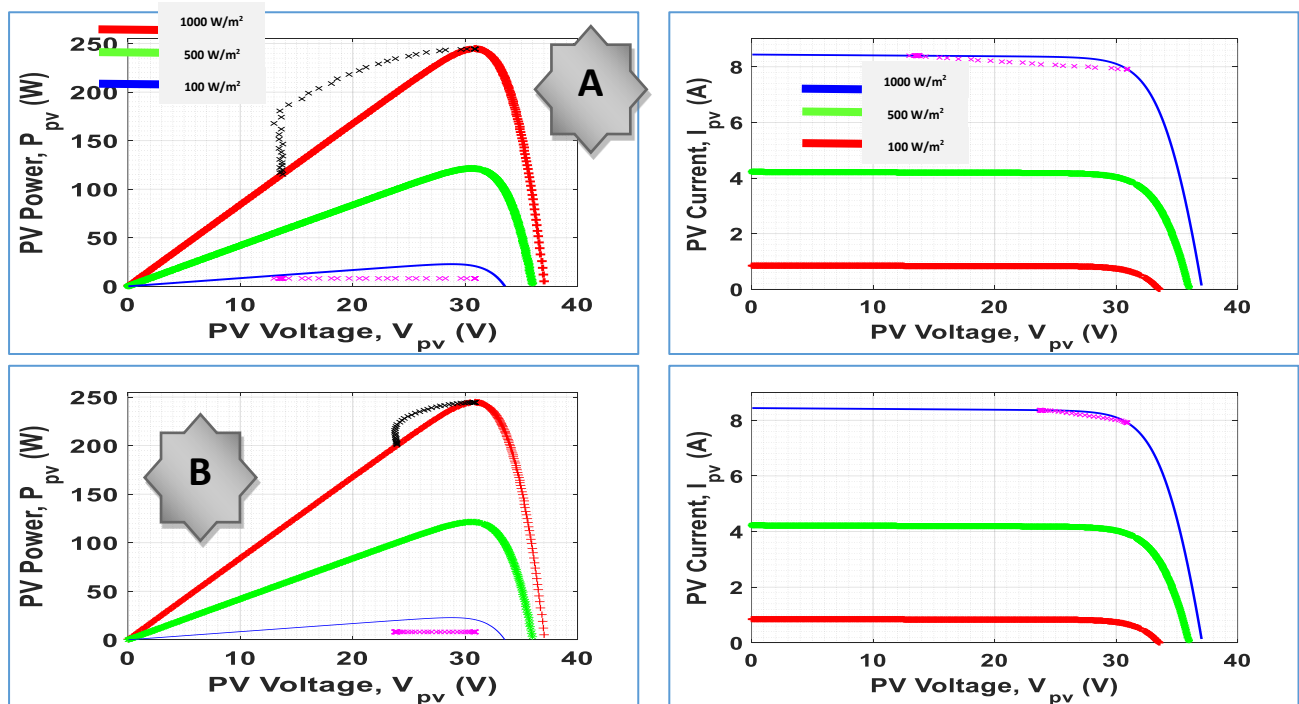 1000 W/m²
500 W/m²
100 W/m²
PV Power, P_pv (W)
250
200
150
100
50
0
0 10 20 30 40
PV Voltage, V_pv (V)
A
PV Current, I_pv (A)
8
6
4
2
0
1000 W/m²
500 W/m²
100 W/m²
0 10 20 30 40
PV Voltage, V_pv (V)
PV Power, P_pv (W)
250
200
150
100
50
0
B
0 10 20 30 40
PV Voltage, V_pv (V)
PV Current, I_pv (A)
8
6
4
2
0
0 10 20 30 40
PV Voltage, V_pv (V)